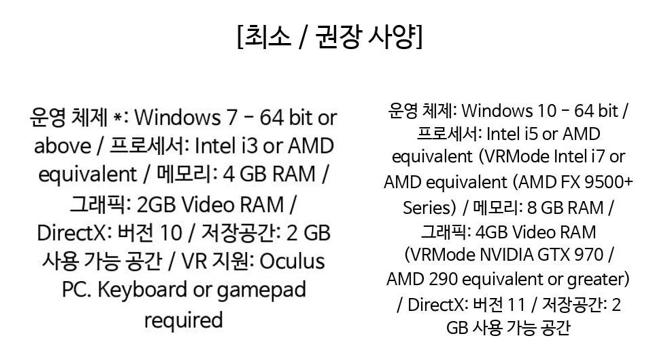 [최소 / 권장 사양]
운영 체제 *: Windows 7 – 64 bit or
above / 프로세서: Intel i3 or AMD
equivalent / 메모리: 4 GB RAM /
그래픽: 2GB Video RAM /
DirectX: 버전 10 / 저장공간: 2 GB
사용 가능 공간 / VR 지원: Oculus
PC. Keyboard or gamepad
required
운영 체제: Windows 10 – 64 bit /
프로세서: Intel i5 or AMD
equivalent (VRMode Intel i7 or
AMD equivalent (AMD FX 9500+
Series) / 메모리: 8 GB RAM /
그래픽: 4GB Video RAM
(VRMode NVIDIA GTX 970 /
AMD 290 equivalent or greater)
/ DirectX: 버전 11 / 저장공간: 2
GB 사용 가능 공간